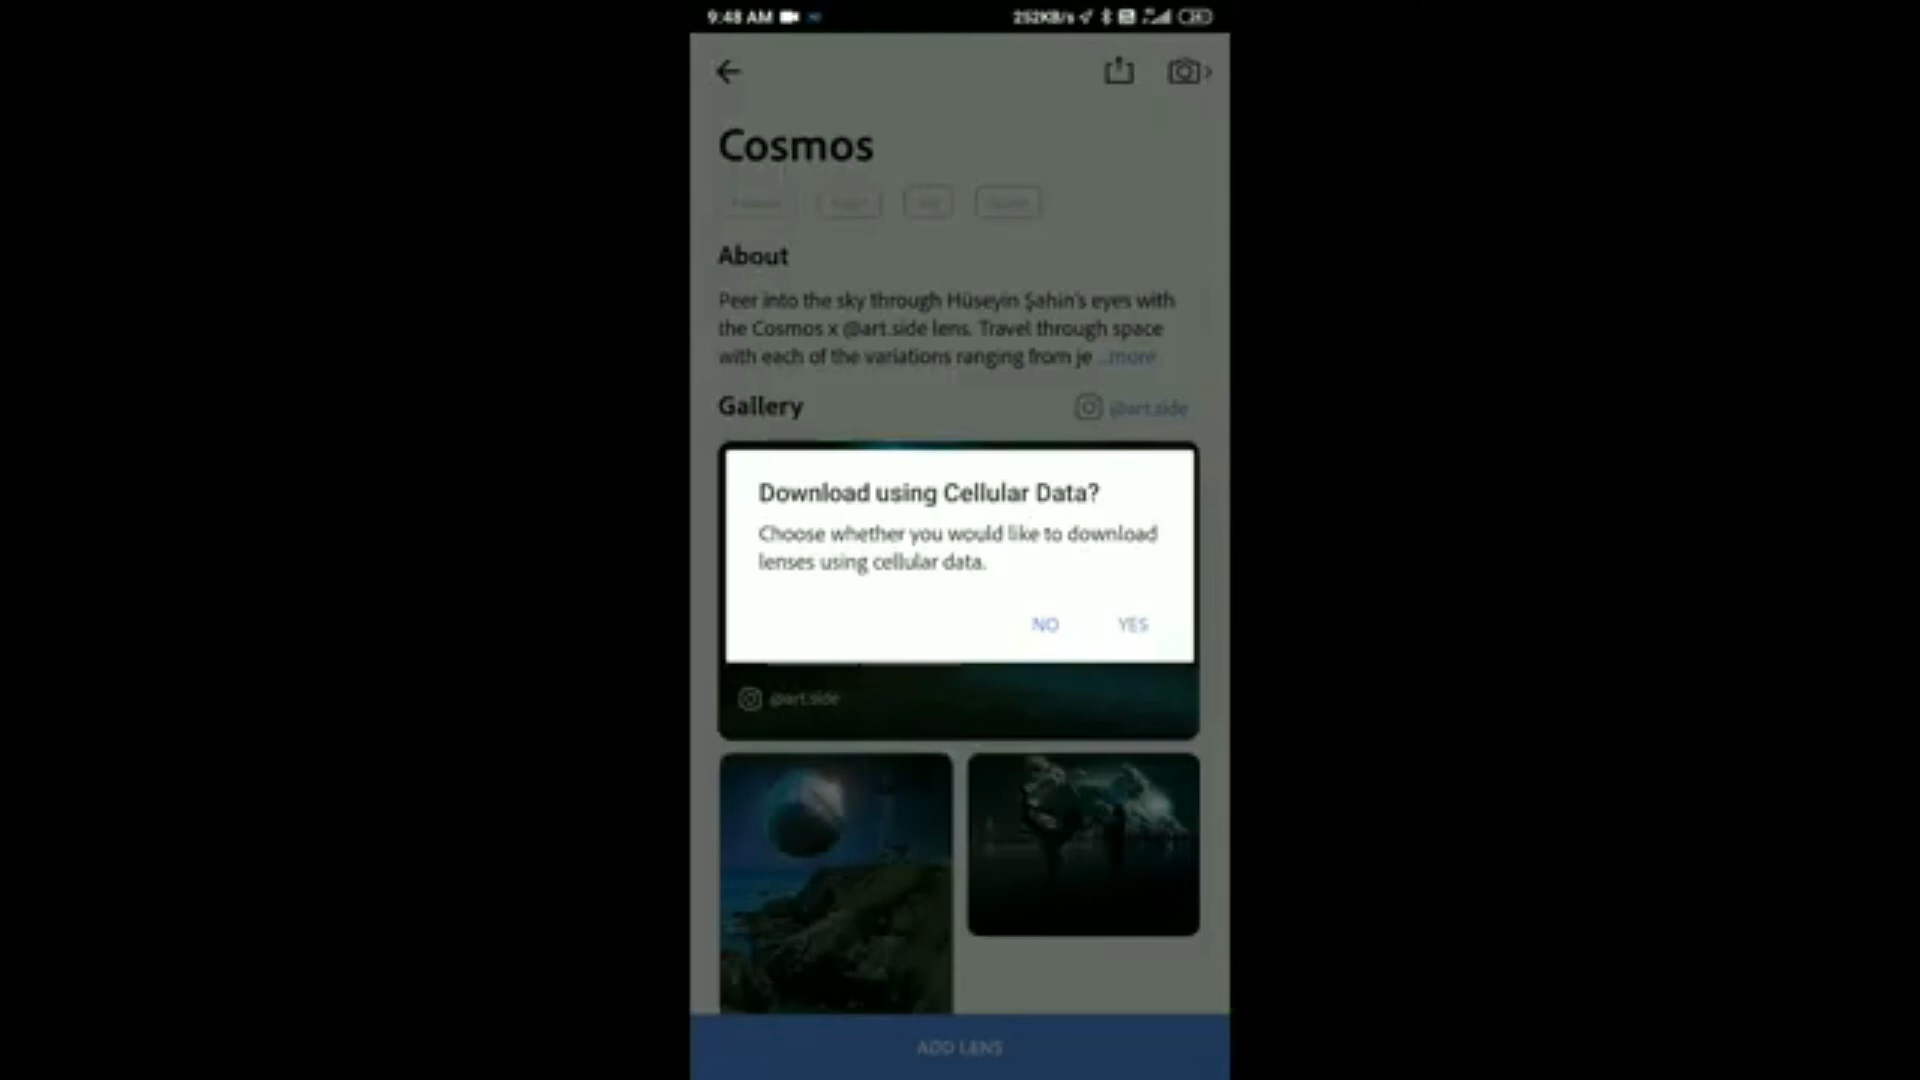 9:48 AM
252KB/s
Cosmos
About
Peer into the sky through Hüseyin Şahin's eyes with
the Cosmos x @art.side lens. Travel through space
with each of the variations ranging from je ...more
Gallery
@art.side
Download using Cellular Data?
Choose whether you would like to download
lenses using cellular data.
NO YES
@art.side
ADD LENS